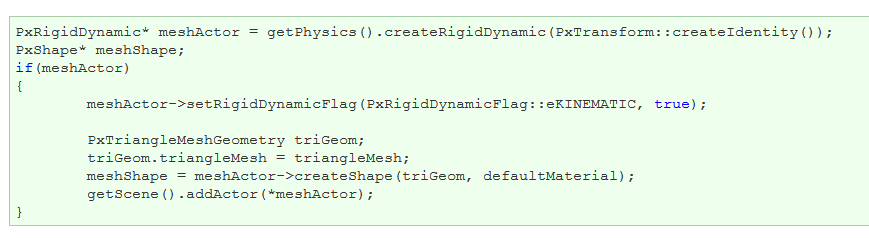 PxRigidDynamic* meshActor = getPhysics().createRigidDynamic(PxTransform::createIdentity());
PxShape* meshShape;
if(meshActor)
{
        meshActor->setRigidDynamicFlag(PxRigidDynamicFlag::eKINEMATIC, true);

        PxTriangleMeshGeometry triGeom;
        triGeom.triangleMesh = triangleMesh;
        meshShape = meshActor->createShape(triGeom, defaultMaterial);
        getScene().addActor(*meshActor);
}